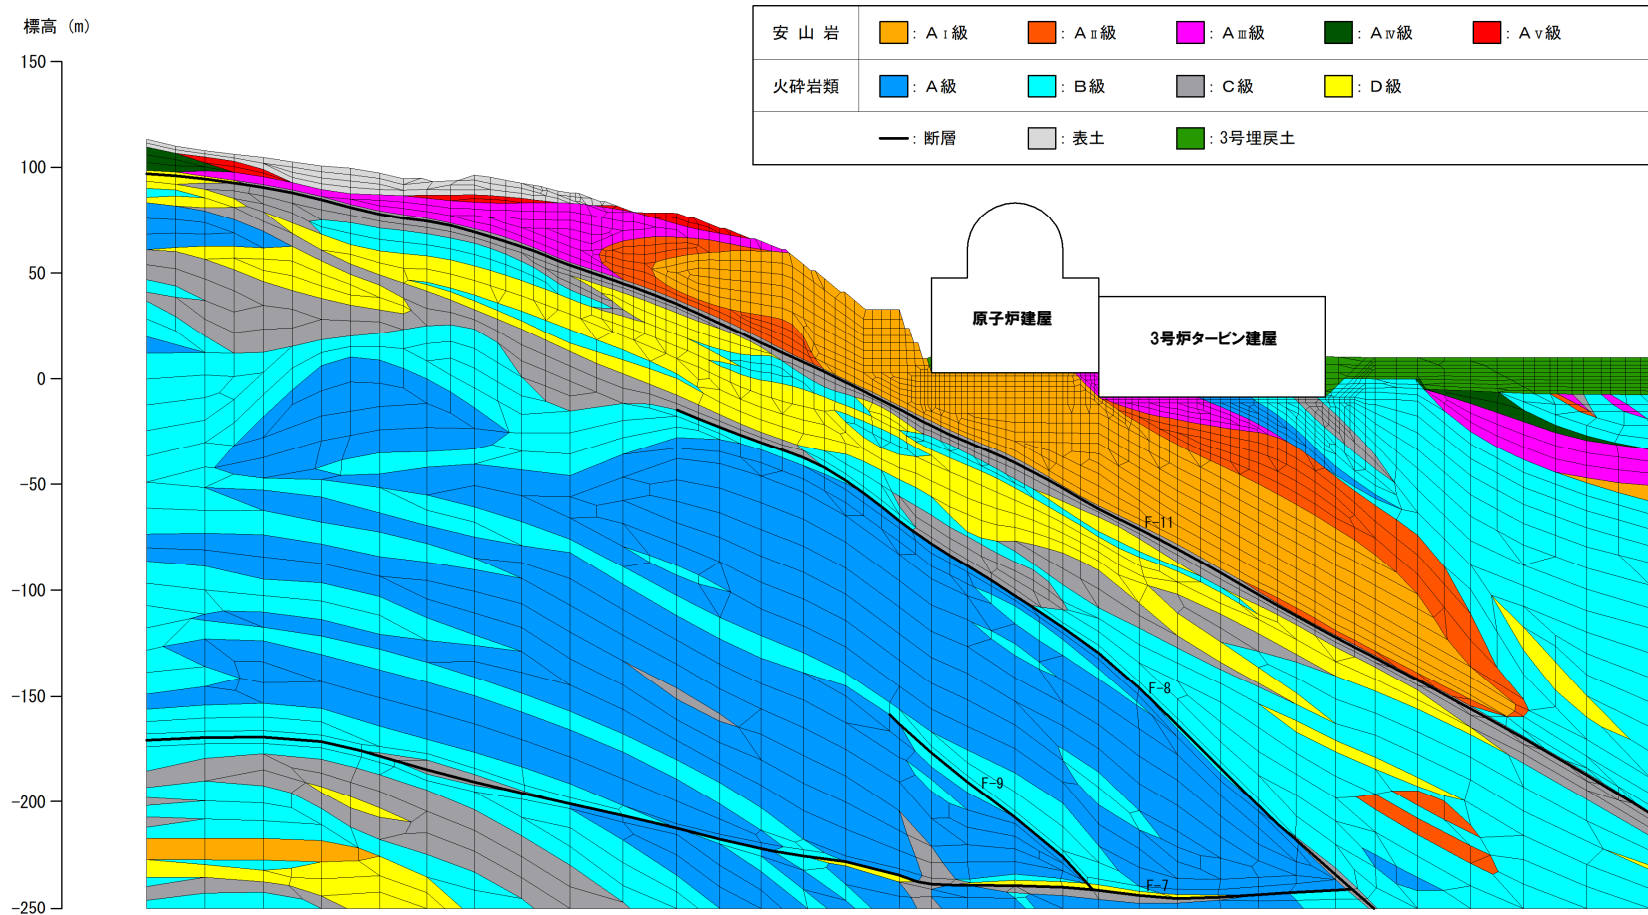 標高 (m)
150
100
50
0
-50
-100
-150
-200
-250
安山岩 : AⅠ級 : AⅡ級 : AⅢ級 : AⅣ級 : AⅤ級
火砕岩類 : A級 : B級 : C級 : D級
: 断層 : 表土 : 3号埋戻土
原子炉建屋
3号炉タービン建屋
F-11
F-8
F-9
F-7